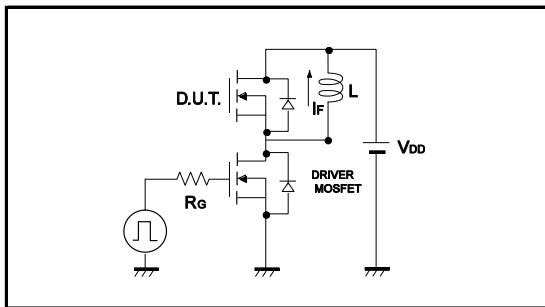 D.U.T.
IF
L
VDD
DRIVER
MOSFET
RG